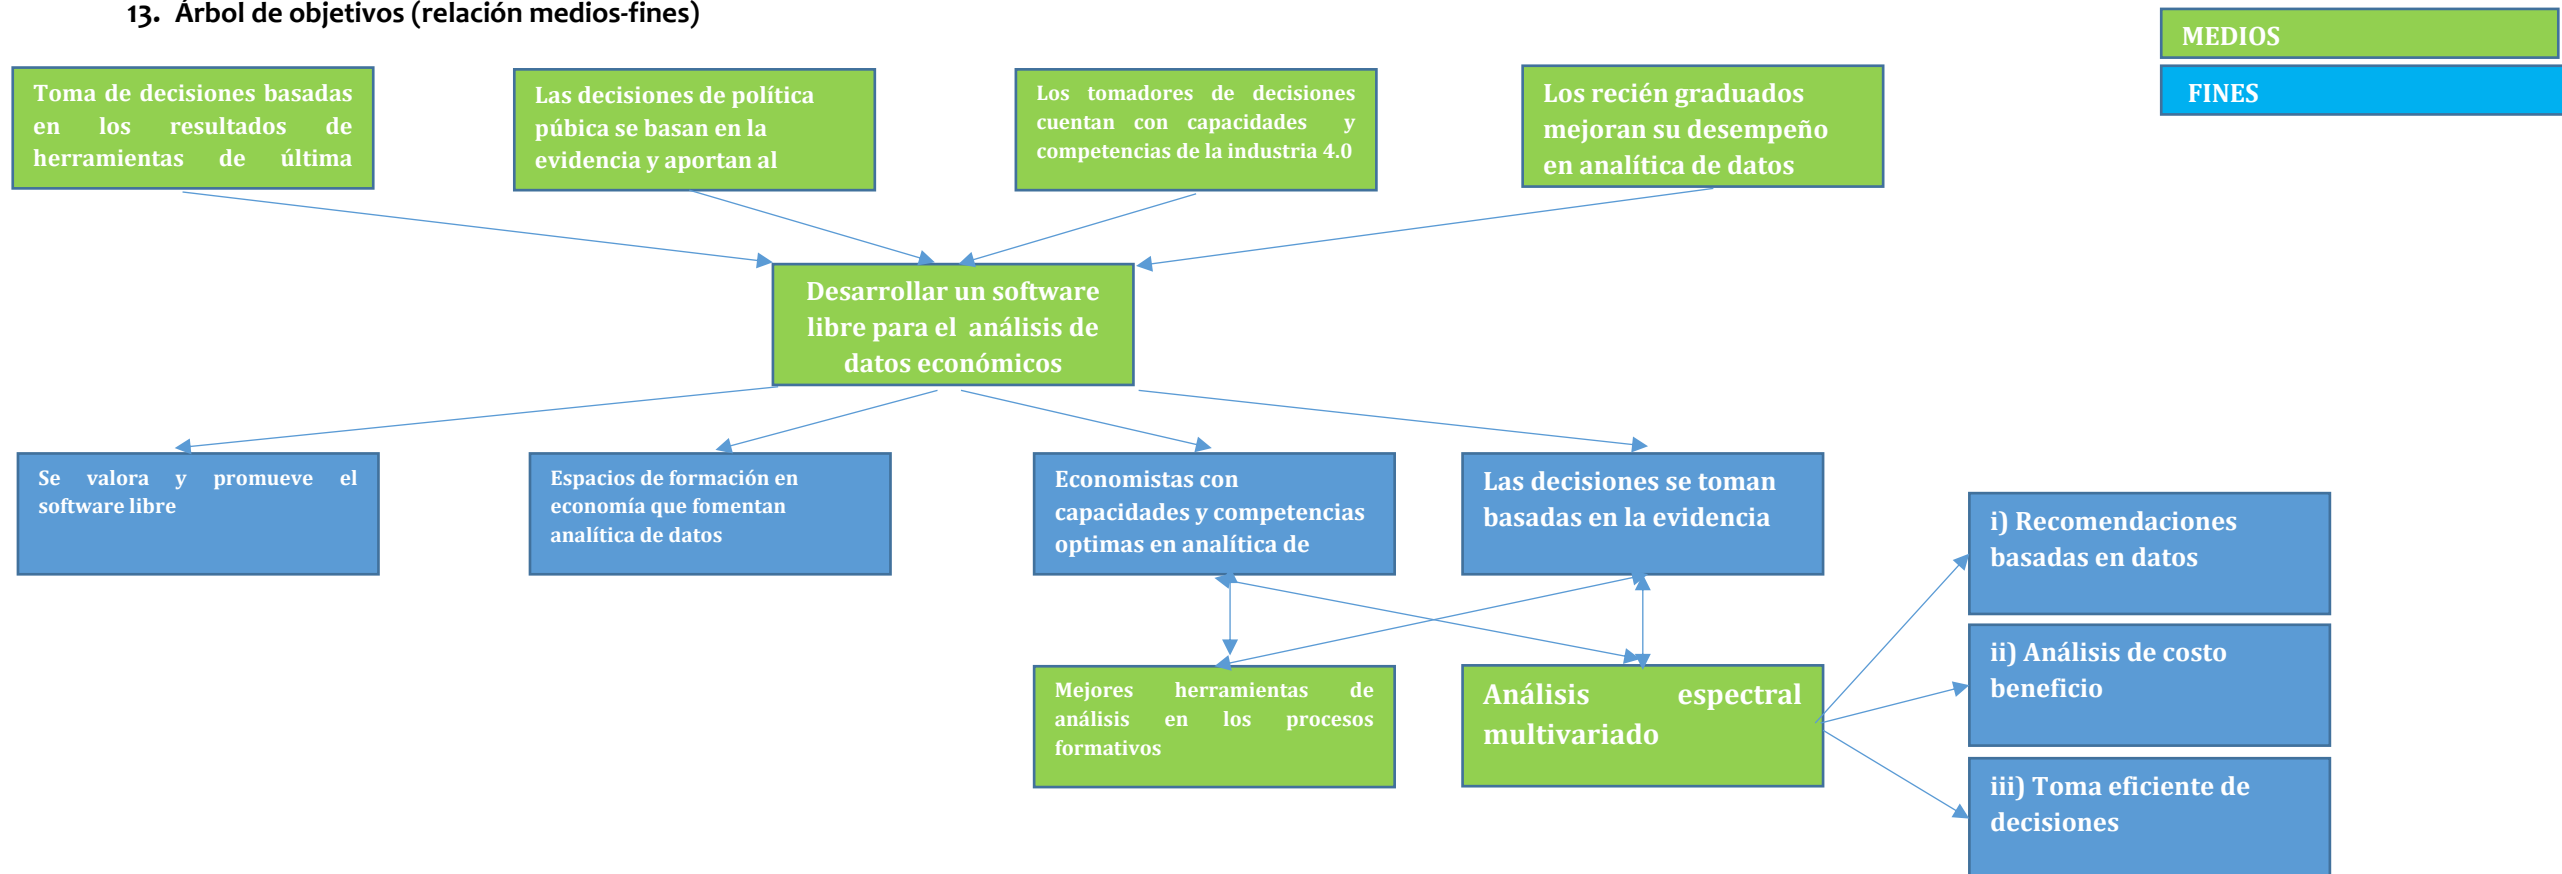 13. Árbol de objetivos (relación medios-fines)
MEDIOS
FINES
Toma de decisiones basadas
en los resultados de
herramientas de última
Las decisiones de política
púbica se basan en la
evidencia y aportan al
Los tomadores de decisiones
cuentan con capacidades y
competencias de la industria 4.0
Los recién graduados
mejoran su desempeño
en analítica de datos
Desarrollar un software
libre para el análisis de
datos económicos
Se valora y promueve el
software libre
Espacios de formación en
economía que fomentan
analítica de datos
Economistas con
capacidades y competencias
optimas en analítica de
Las decisiones se toman
basadas en la evidencia
i) Recomendaciones
basadas en datos
ii) Análisis de costo
beneficio
iii) Toma eficiente de
decisiones
Mejores herramientas de
análisis en los procesos
formativos
Análisis espectral
multivariado